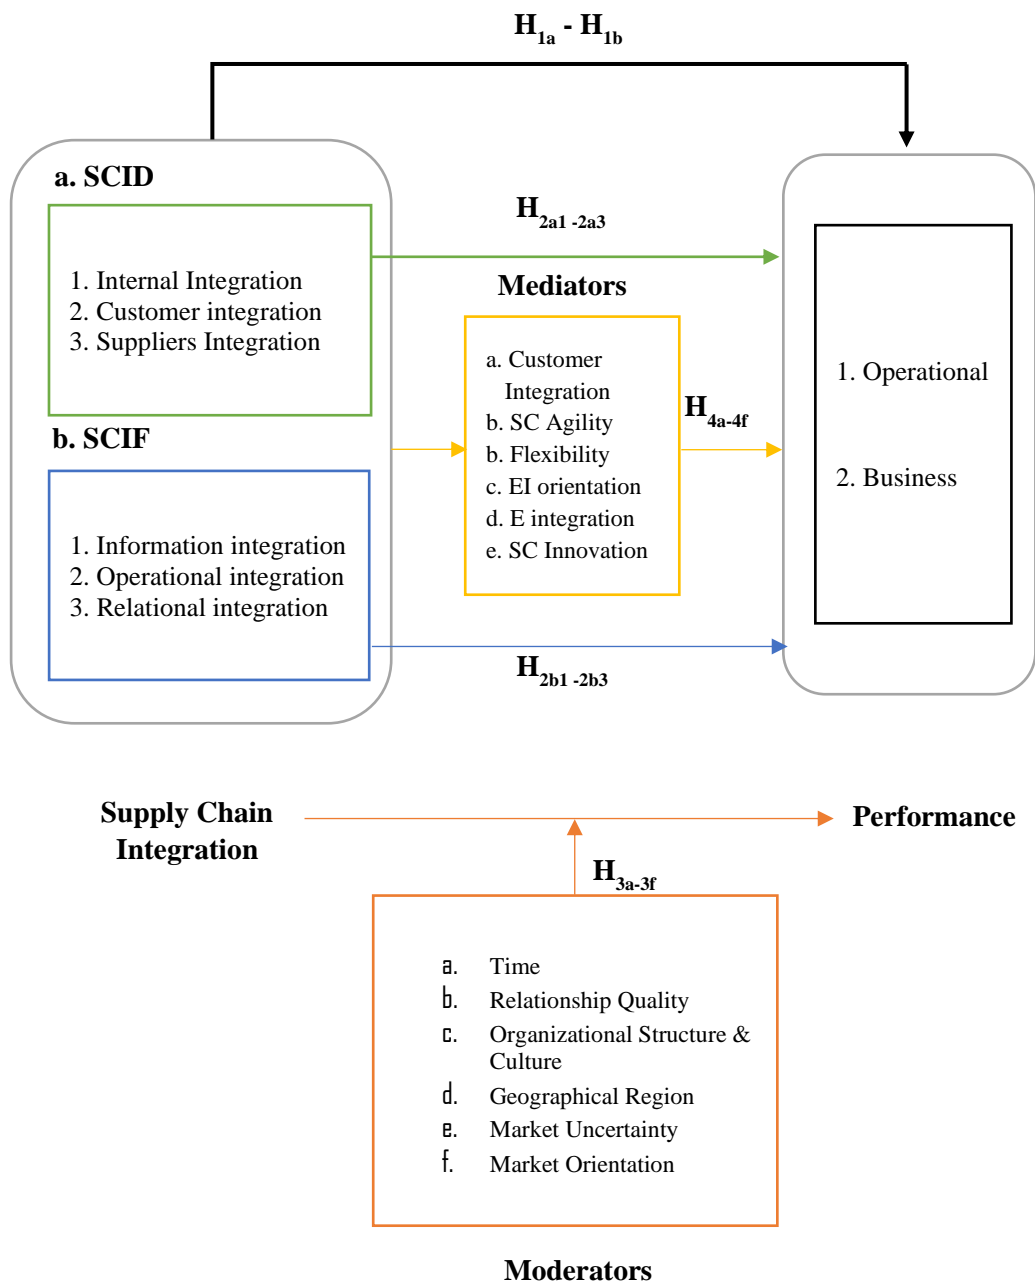 H1a - H1b
a. SCID
1. Internal Integration
2. Customer integration
3. Suppliers Integration
b. SCIF
1. Information integration
2. Operational integration
3. Relational integration
H2a1 -2a3
Mediators
a. Customer
Integration
b. SC Agility
b. Flexibility
c. EI orientation
d. E integration
e. SC Innovation
H4a-4f
H2b1 -2b3
1. Operational
2. Business
Supply Chain
Integration
Performance
H3a-3f
a. Time
b. Relationship Quality
c. Organizational Structure &
Culture
d. Geographical Region
e. Market Uncertainty
f. Market Orientation
Moderators